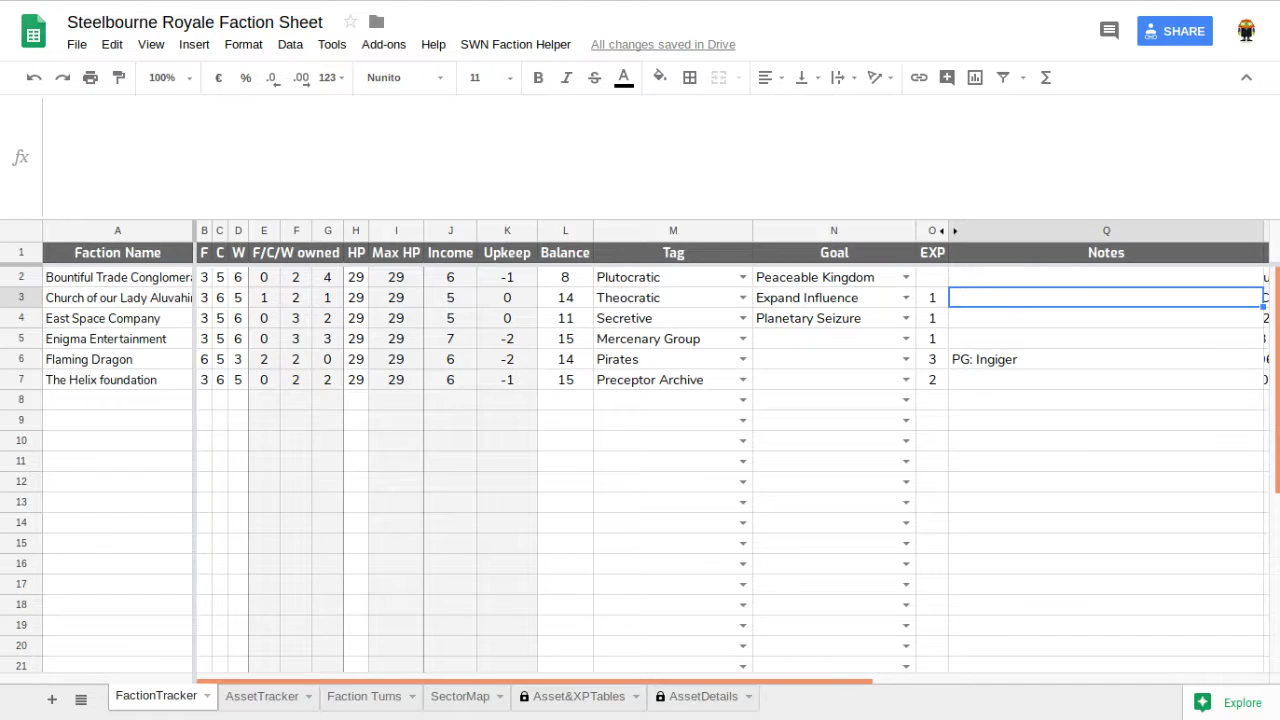 Steelbourne Royale Faction Sheet
File Edit View Insert Format Data Tools Add-ons Help SWN Faction Helper All changes saved in Drive
SHARE
100% € % .0 .00 123 Nunito 11 B I S A Σ
fx
A B C D E F G H I J K L M N O Q
1 Faction Name F C W F/C/W owned HP Max HP Income Upkeep Balance Tag Goal EXP Notes
2 Bountiful Trade Conglomera 3 5 6 0 2 4 29 29 6 -1 8 Plutocratic Peaceable Kingdom
3 Church of our Lady Aluvahi 3 6 5 1 2 1 29 29 5 0 14 Theocratic Expand Influence 1
4 East Space Company 3 5 6 0 3 2 29 29 5 0 11 Secretive Planetary Seizure 1
5 Enigma Entertainment 3 5 6 0 3 3 29 29 7 -2 15 Mercenary Group 1
6 Flaming Dragon 6 5 3 2 2 0 29 29 6 -2 14 Pirates 3 PG: Ingiger
7 The Helix foundation 3 6 5 0 2 2 29 29 6 -1 15 Preceptor Archive 2
8
9
10
11
12
13
14
15
16
17
18
19
20
21
FactionTracker AssetTracker Faction Turns SectorMap Asset&XPTables AssetDetails Explore